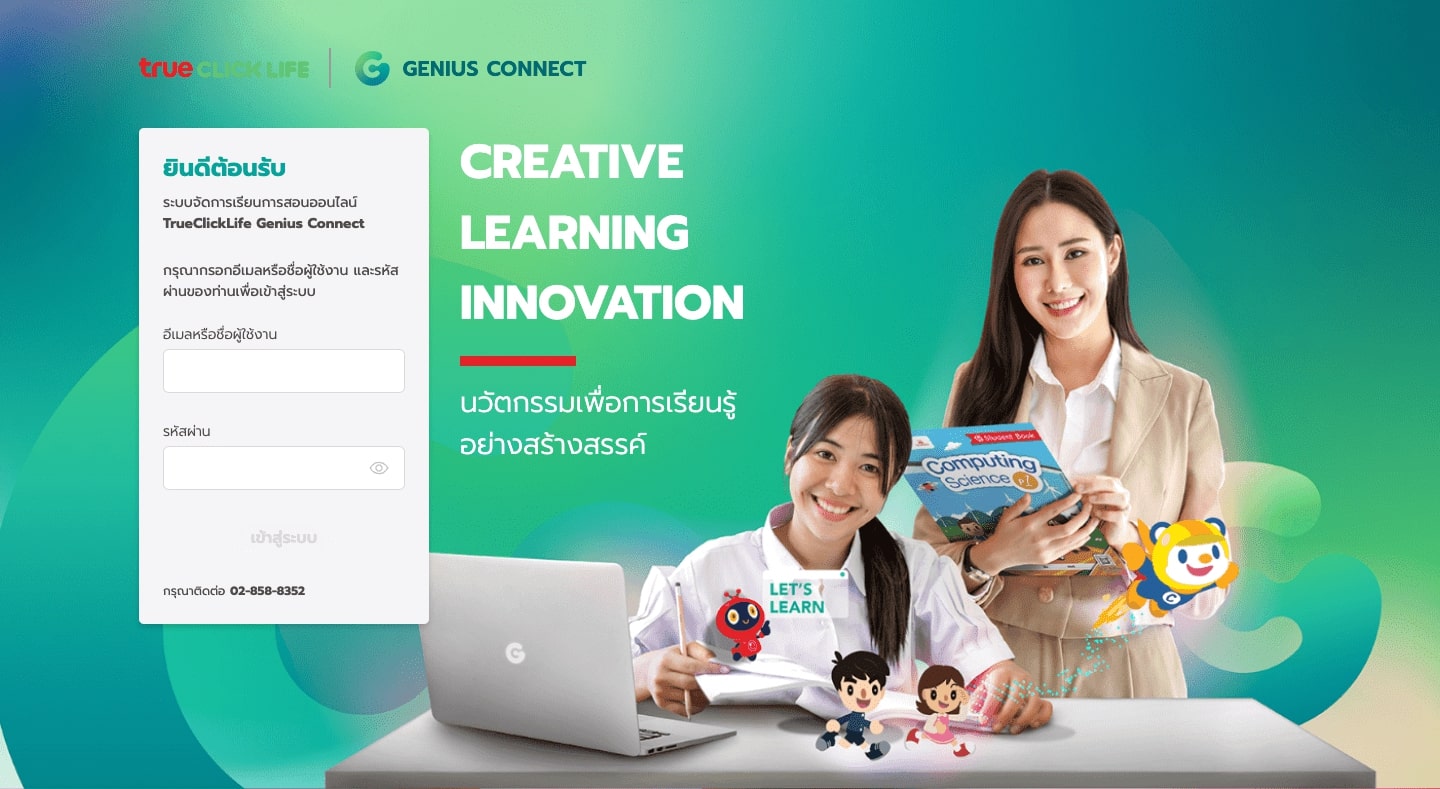 true CLICK LIFE
GENIUS CONNECT
ยินดีต้อนรับ
ระบบจัดการเรียนการสอนออนไลน์
TrueClickLife Genius Connect
กรุณากรอกอีเมลหรือชื่อผู้ใช้งาน และรหัส
ผ่านของท่านเพื่อเข้าสู่ระบบ
อีเมลหรือชื่อผู้ใช้งาน
รหัสผ่าน
เข้าสู่ระบบ
กรุณาติดต่อ 02-858-8352
CREATIVE
LEARNING
INNOVATION
นวัตกรรมเพื่อการเรียนรู้
อย่างสร้างสรรค์
Student Book
Computing
Science P1
LET'S
LEARN